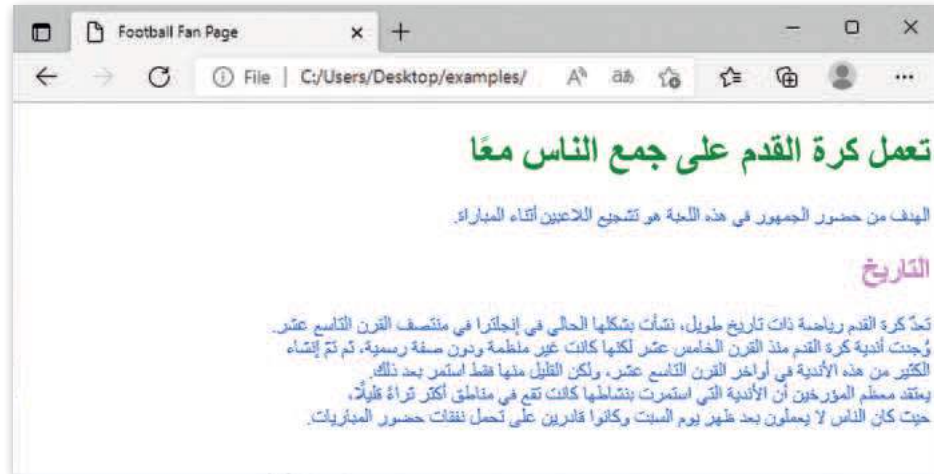 Football Fan Page
File | C:/Users/Desktop/examples/
تعمل كرة القدم على جمع الناس معًا
الهدف من حضور الجمهور في هذه اللعبة هو تشجيع اللاعبين أثناء المباراة.
التاريخ
تعدّ كرة القدم رياضة ذات تاريخ طويل، نشأت بشكلها الحالي في إنجلترا في منتصف القرن التاسع عشر.
وُجدت أندية كرة القدم منذ القرن الخامس عشر لكنها كانت غير منظمة ودون صفة رسمية، ثم تمّ إنشاء
الكثير من هذه الأندية في أواخر القرن التاسع عشر، ولكن القليل منها فقط استمر بعد ذلك.
يعتقد معظم المؤرخين أن الأندية التي استمرت بنشاطها كانت تقع في مناطق أكثر ثراءً قليلًا،
حيث كان الناس لا يعملون بعد ظهر يوم السبت وكانوا قادرين على تحمل نفقات حضور المباريات.